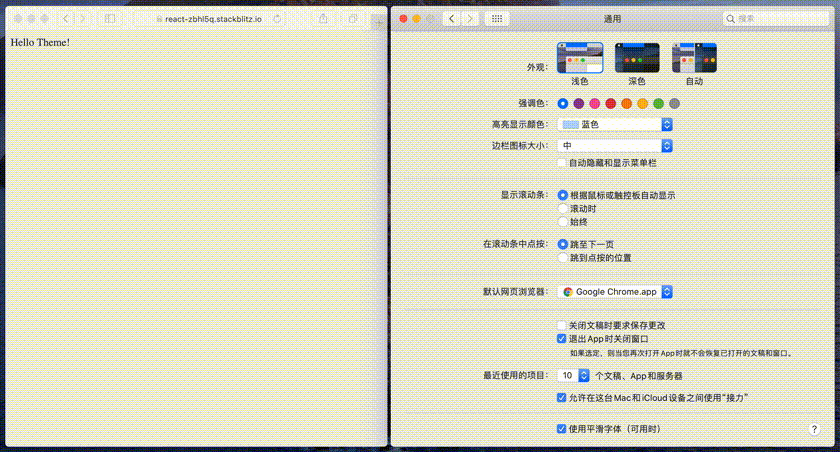 react-zbhl5q.stackblitz.io
Hello Theme!
通用
搜索
外观：
浅色
深色
自动
强调色：
高亮显示颜色：
蓝色
边栏图标大小：
中
自动隐藏和显示菜单栏
显示滚动条：
根据鼠标或触控板自动显示
滚动时
始终
在滚动条中点按：
跳至下一页
跳到点按的位置
默认网页浏览器：
Google Chrome.app
关闭文稿时要求保存更改
退出 App 时关闭窗口
如果选定，则当您再次打开 App 时就不会恢复已打开的文稿和窗口。
最近使用的项目：
10
个文稿、App 和服务器
允许在这台 Mac 和 iCloud 设备之间使用“接力”
使用平滑字体（可用时）
?